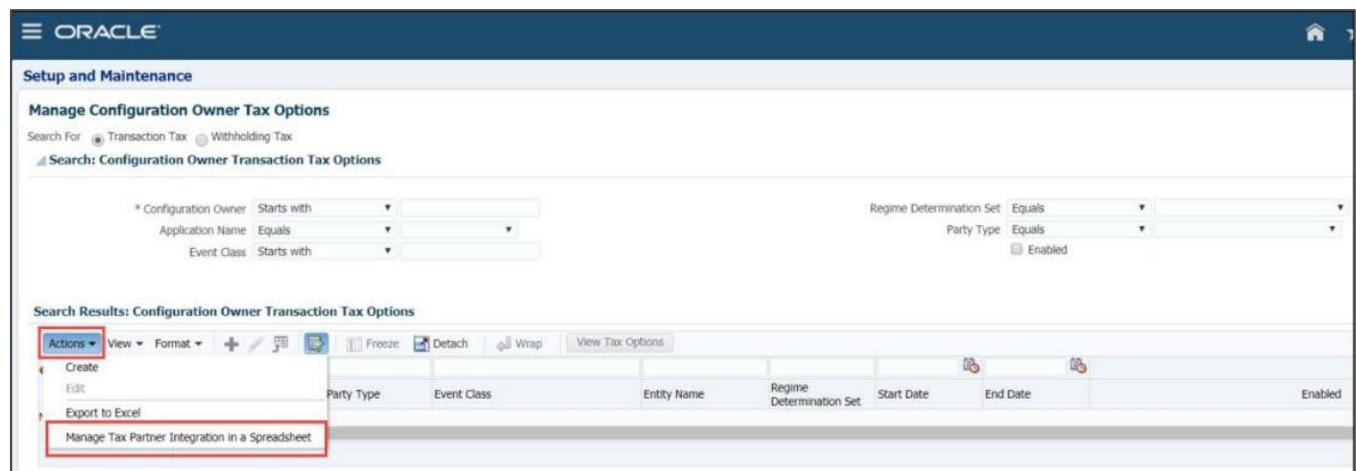 ORACLE
Setup and Maintenance
Manage Configuration Owner Tax Options
Search For Transaction Tax Withholding Tax
Search: Configuration Owner Transaction Tax Options
* Configuration Owner Starts with Regime Determination Set Equals
Application Name Equals Party Type Equals
Event Class Starts with Enabled
Search Results: Configuration Owner Transaction Tax Options
Actions View Format Freeze Detach Wrap View Tax Options
Create
Edit
Party Type Event Class Entity Name Regime Determination Set Start Date End Date Enabled
Export to Excel
Manage Tax Partner Integration in a Spreadsheet